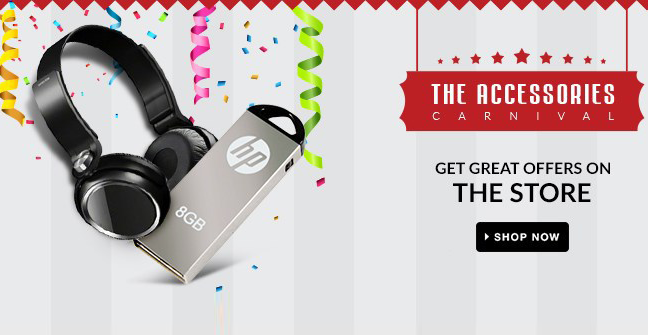 THE ACCESSORIES
CARNIVAL
GET GREAT OFFERS ON
THE STORE
SHOP NOW
hp
8GB